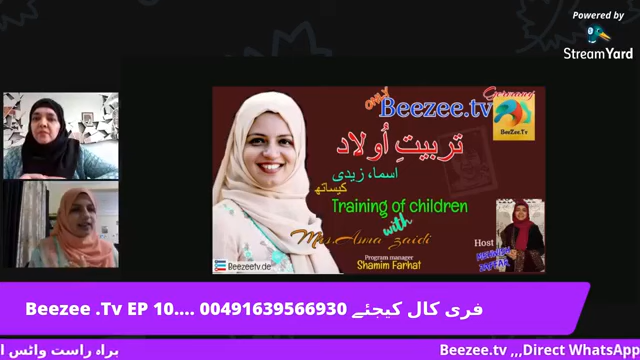 Powered by
StreamYard
Germany
ONLY
Beezee.tv
BeeZee.Tv
تربیتِ اُولاد
اسماء زیدی
کیساتھ
Training of children
with
Mrs.Asma zaidi
Host
Program manager
Shamim Farhat
Beezeetv.de
Beezee .Tv EP 10.... 00491639566930 فری کال کیجئے
براہ راست واٹس ا
Beezee.tv ,,,Direct WhatsApp